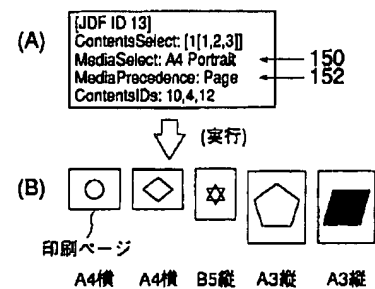 (A)
[JDF ID 13]
ContentsSelect: [1[1,2,3]]
MediaSelect: A4 Portrait
150
MediaPrecedence: Page
152
ContentsIDs: 10,4,12
(実行)
(B)
印刷ページ
A4横 A4横 B5縦 A3縦 A3縦